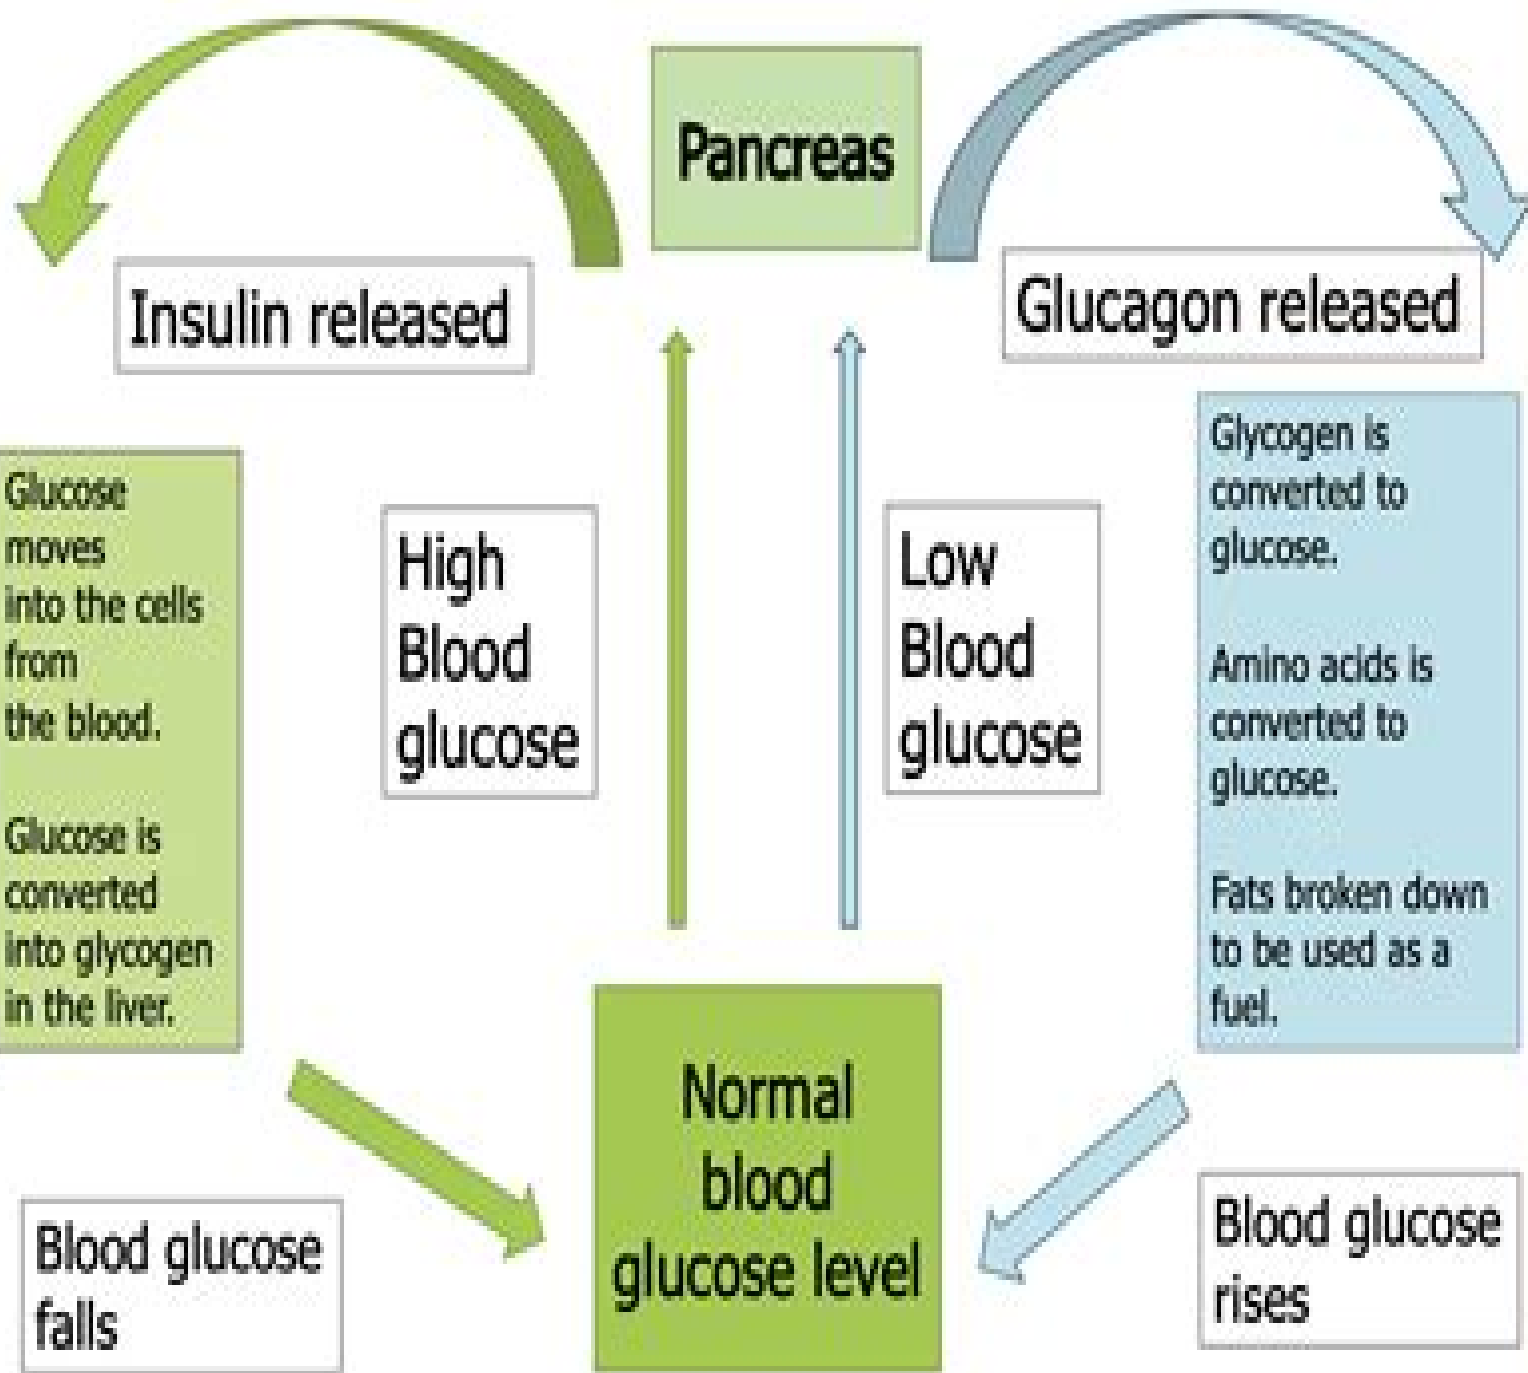 Pancreas
Insulin released
Glucagon released
Glucose
moves
into the cells
from
the blood.
Glucose is
converted
into glycogen
in the liver.
High
Blood
glucose
Low
Blood
glucose
Glycogen is
converted to
glucose.
Amino acids is
converted to
glucose.
Fats broken down
to be used as a
fuel.
Normal
blood
glucose level
Blood glucose
falls
Blood glucose
rises